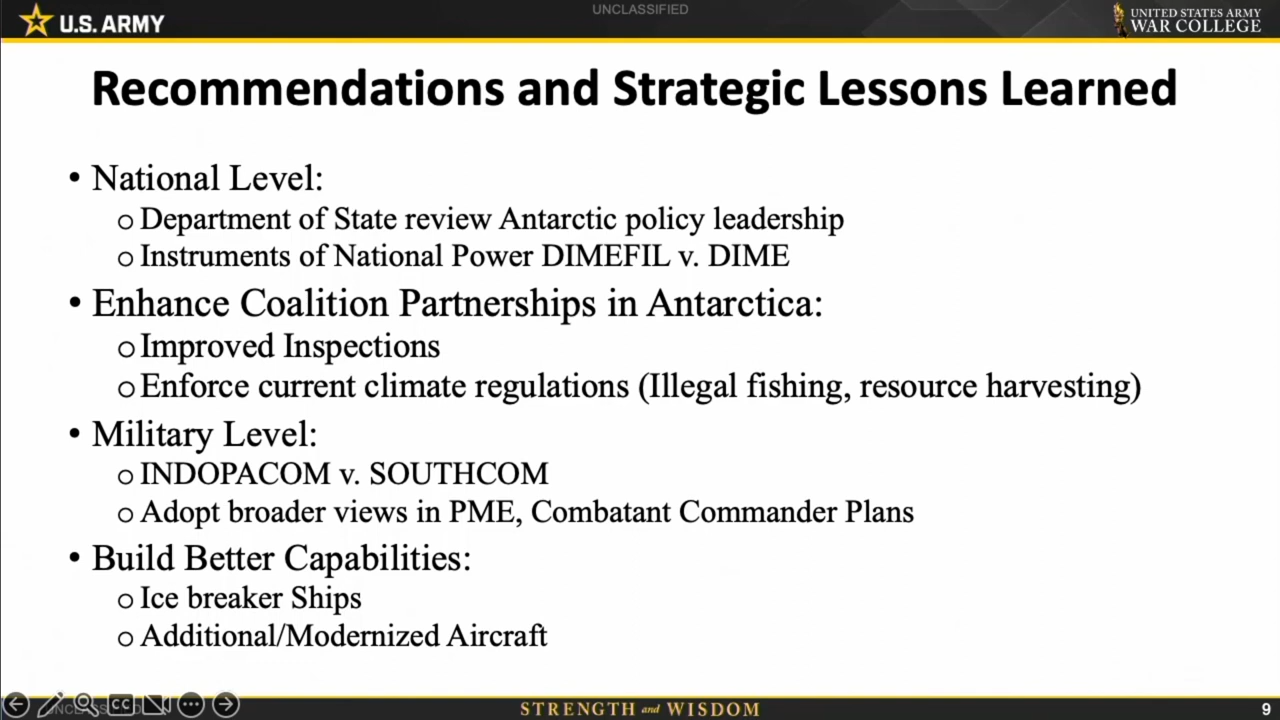 UNCLASSIFIED
U.S. ARMY
UNITED STATES ARMY
WAR COLLEGE
Recommendations and Strategic Lessons Learned
• National Level:
o Department of State review Antarctic policy leadership
o Instruments of National Power DIMEFIL v. DIME
• Enhance Coalition Partnerships in Antarctica:
o Improved Inspections
o Enforce current climate regulations (Illegal fishing, resource harvesting)
• Military Level:
o INDOPACOM v. SOUTHCOM
o Adopt broader views in PME, Combatant Commander Plans
• Build Better Capabilities:
o Ice breaker Ships
o Additional/Modernized Aircraft
CC
STRENGTH and WISDOM
9